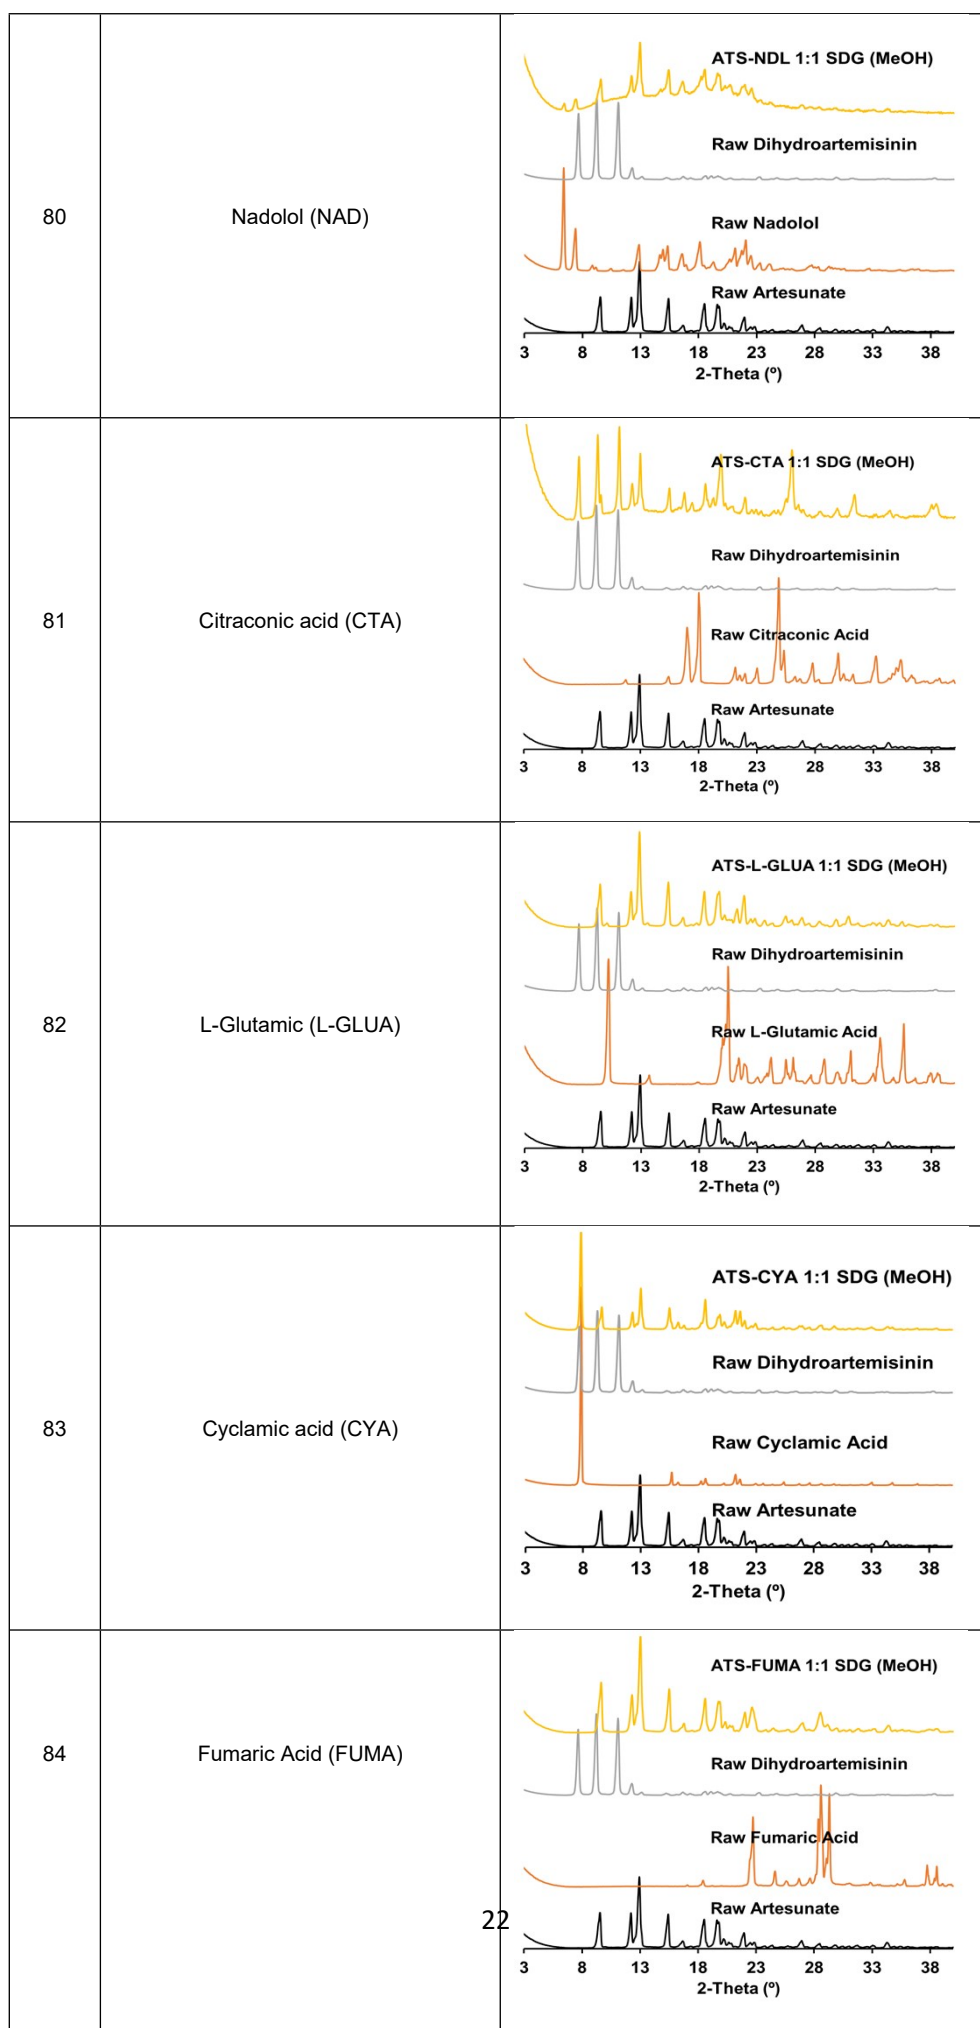 80
Nadolol (NAD)
ATS-NDL 1:1 SDG (MeOH)
Raw Dihydroartemisinin
Raw Nadolol
Raw Artesunate
3 8 13 18 23 28 33 38
2-Theta (º)
81
Citraconic acid (CTA)
ATS-CTA 1:1 SDG (MeOH)
Raw Dihydroartemisinin
Raw Citraconic Acid
Raw Artesunate
3 8 13 18 23 28 33 38
2-Theta (º)
82
L-Glutamic (L-GLUA)
ATS-L-GLUA 1:1 SDG (MeOH)
Raw Dihydroartemisinin
Raw L-Glutamic Acid
Raw Artesunate
3 8 13 18 23 28 33 38
2-Theta (º)
83
Cyclamic acid (CYA)
ATS-CYA 1:1 SDG (MeOH)
Raw Dihydroartemisinin
Raw Cyclamic Acid
Raw Artesunate
3 8 13 18 23 28 33 38
2-Theta (º)
84
Fumaric Acid (FUMA)
ATS-FUMA 1:1 SDG (MeOH)
Raw Dihydroartemisinin
Raw Fumaric Acid
Raw Artesunate
3 8 13 18 23 28 33 38
2-Theta (º)
22